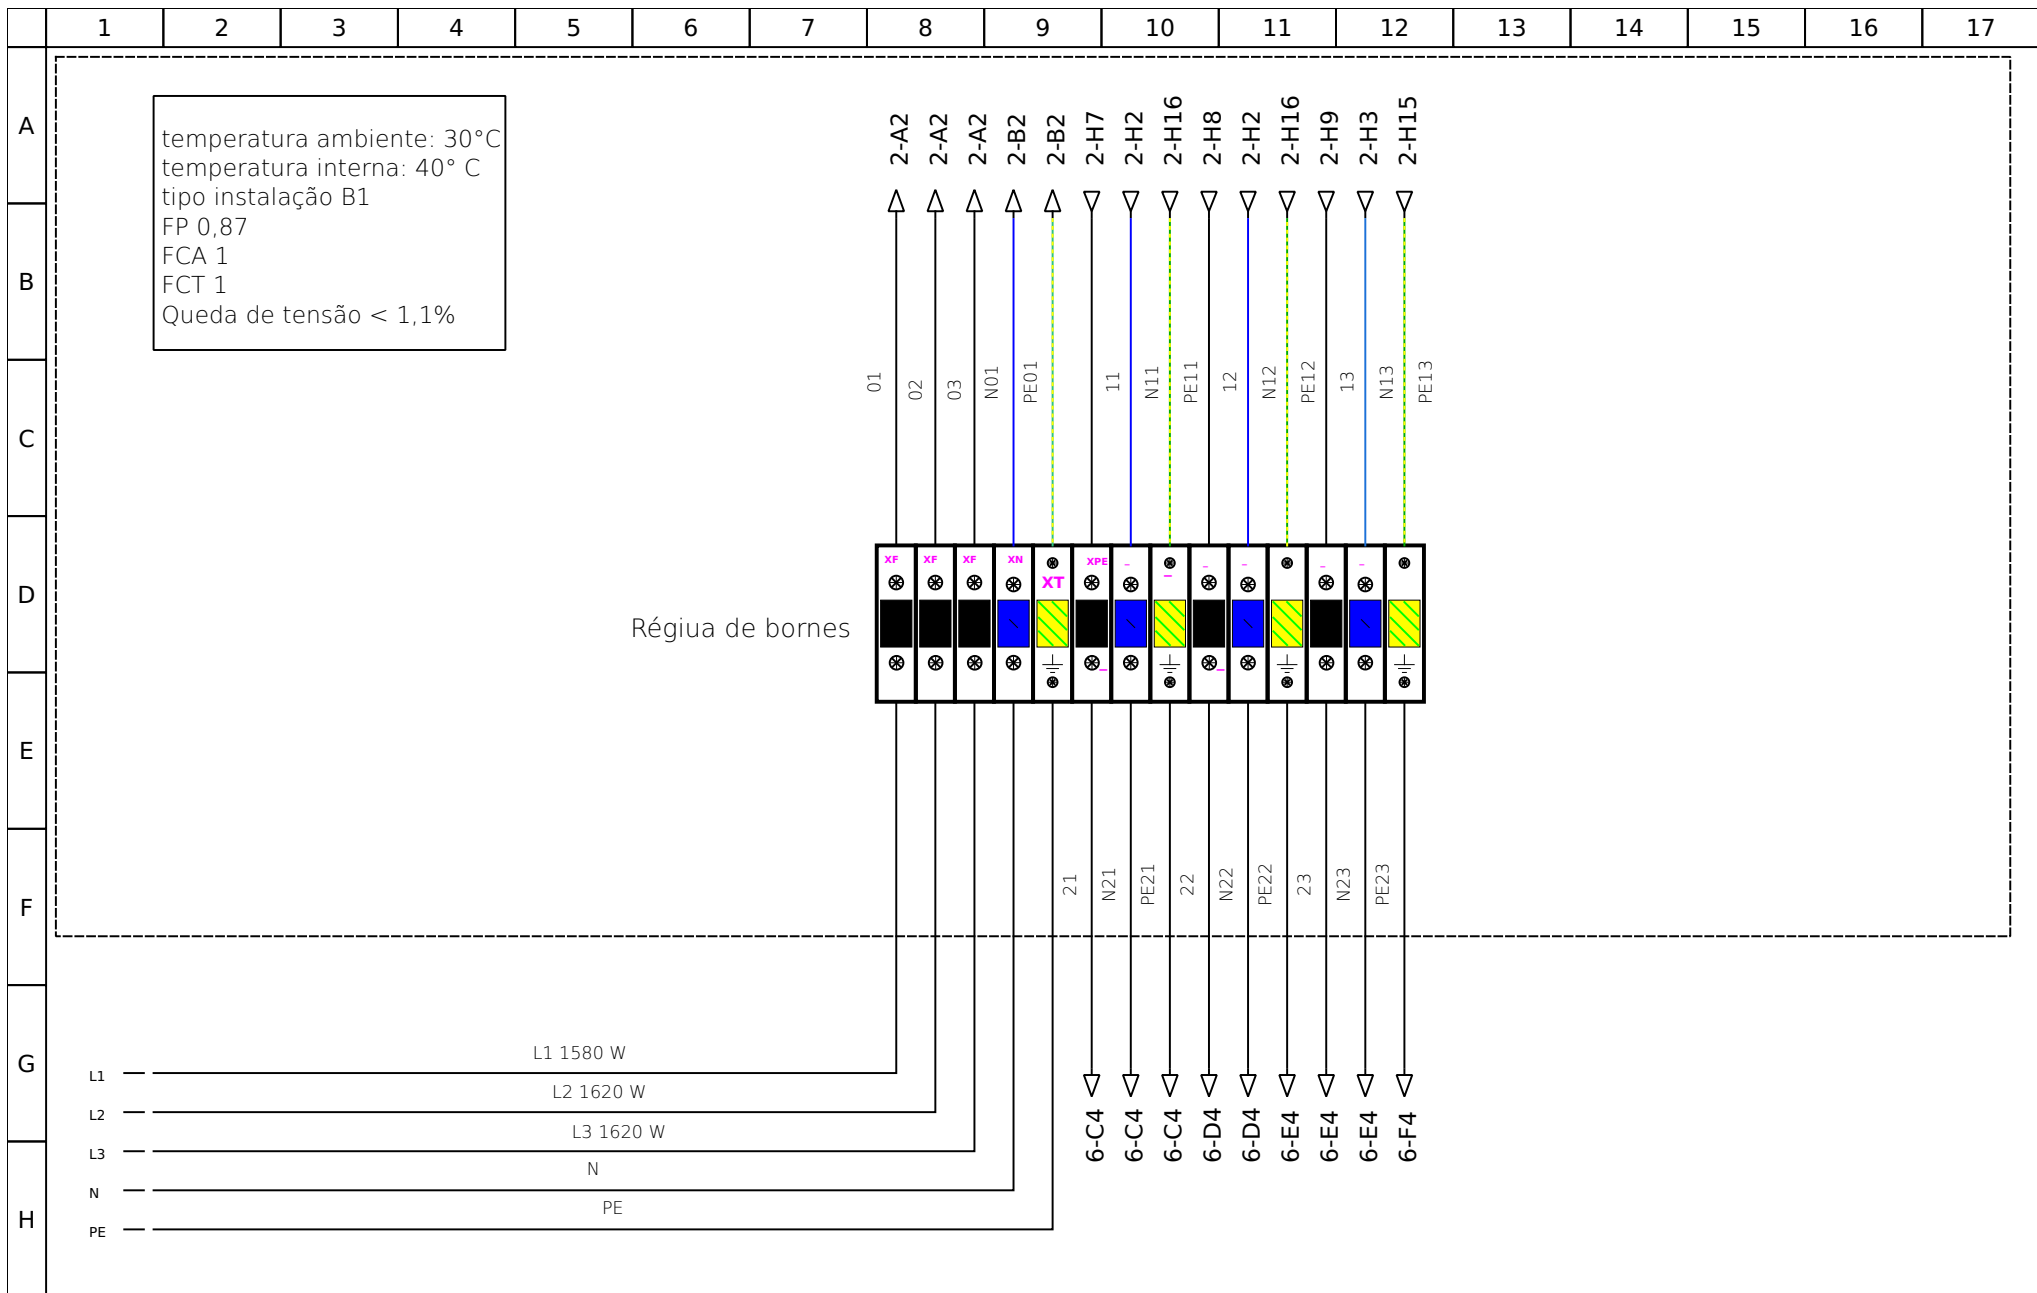 1 2 3 4 5 6 7 8 9 10 11 12 13 14 15 16 17
A
B
C
D
E
F
G
H
temperatura ambiente: 30°C
temperatura interna: 40° C
tipo instalação B1
FP 0,87
FCA 1
FCT 1
Queda de tensão < 1,1%
2-A2 2-A2 2-A2 2-B2 2-B2 2-H7 2-H2 2-H16 2-H8 2-H2 2-H16 2-H9 2-H3 2-H15
01 02 03 N01 PE01 11 N11 PE11 12 N12 PE12 13 N13 PE13
XF XF XF XN XT XPE
Régiua de bornes
21 N21 PE21 22 N22 PE22 23 N23 PE23
6-C4 6-C4 6-C4 6-D4 6-D4 6-E4 6-E4 6-E4 6-F4
L1 L1 1580 W
L2 L2 1620 W
L3 L3 1620 W
N N
PE PE